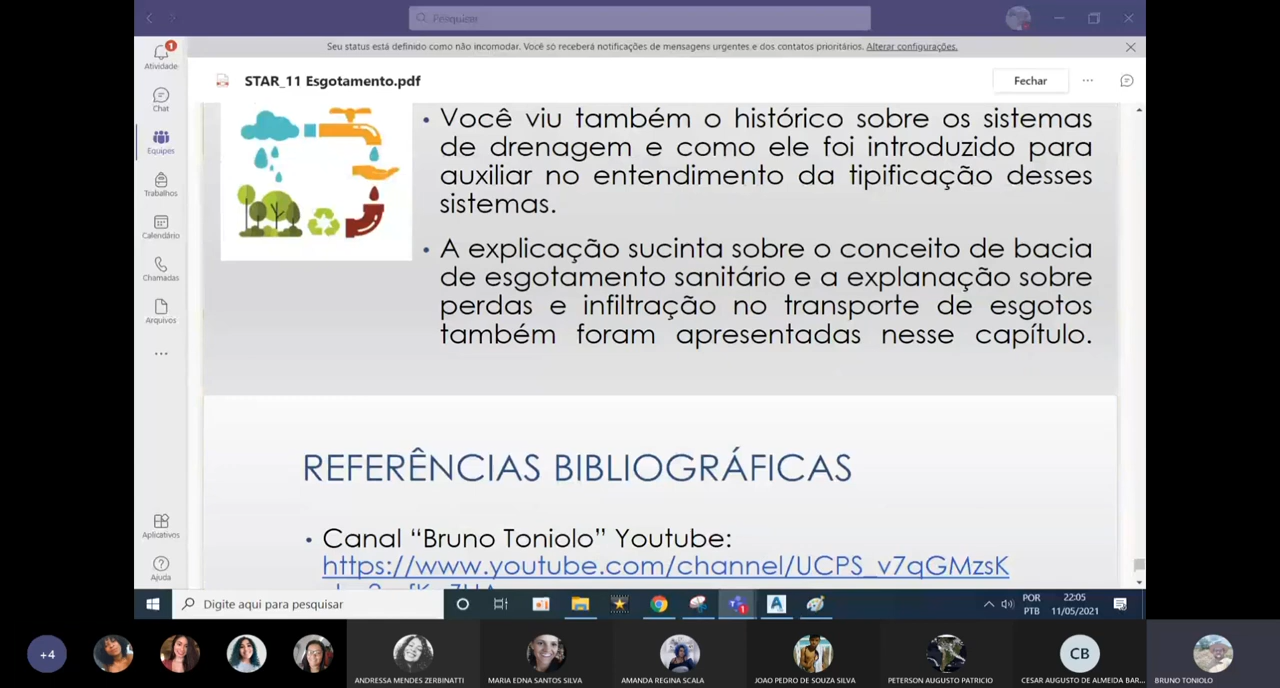 Pesquisar
Seu status está definido como não incomodar. Você só receberá notificações de mensagens urgentes e dos contatos prioritários. Alterar configurações.
1
Atividade
Chat
Equipes
Trabalhos
Calendário
Chamadas
Arquivos
Aplicativos
Ajuda
STAR_11 Esgotamento.pdf
Fechar
• Você viu também o histórico sobre os sistemas
de drenagem e como ele foi introduzido para
auxiliar no entendimento da tipificação desses
sistemas.
• A explicação sucinta sobre o conceito de bacia
de esgotamento sanitário e a explanação sobre
perdas e infiltração no transporte de esgotos
também foram apresentadas nesse capítulo.
REFERÊNCIAS BIBLIOGRÁFICAS
• Canal “Bruno Toniolo” Youtube:
https://www.youtube.com/channel/UCPS_v7qGMzsK
Digite aqui para pesquisar
POR
PTB
22:05
11/05/2021
+4
ANDRESSA MENDES ZERBINATTI
MARIA EDNA SANTOS SILVA
AMANDA REGINA SCALA
JOAO PEDRO DE SOUZA SILVA
PETERSON AUGUSTO PATRICIO
CB
CESAR AUGUSTO DE ALMEIDA BAR...
BRUNO TONIOLO